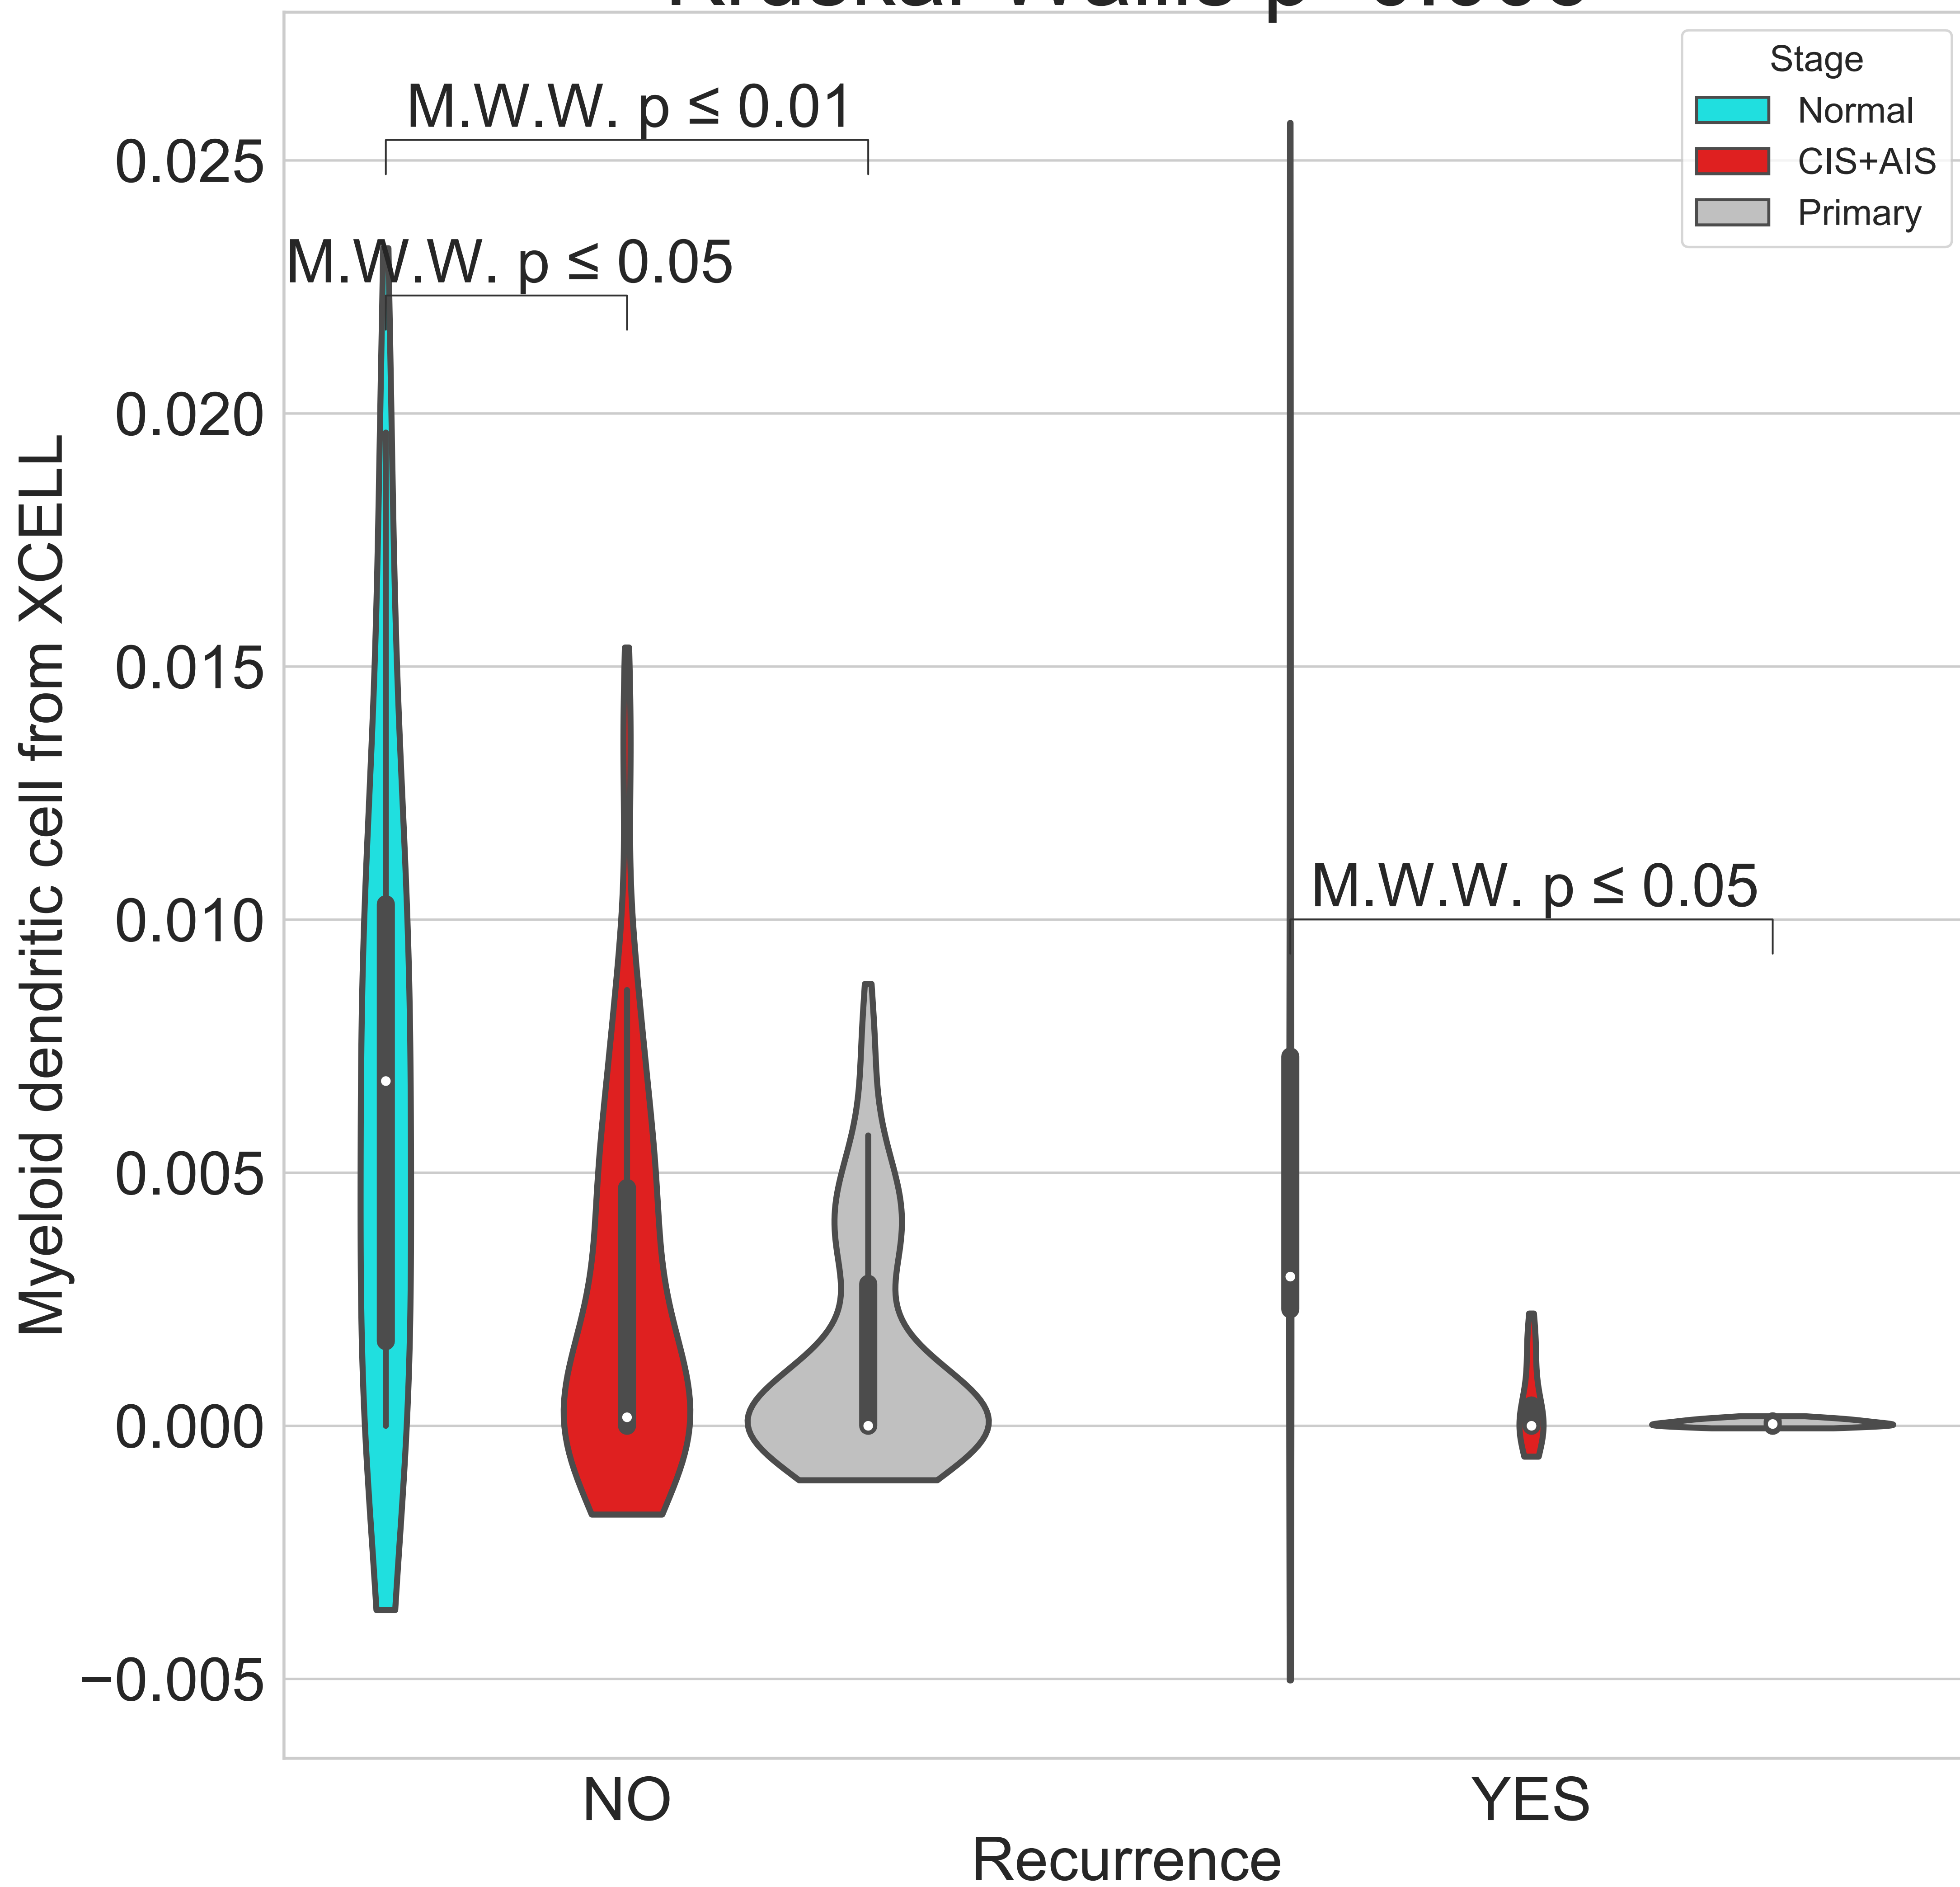 Stage
Normal
CIS+AIS
Primary
M.W.W. p ≤ 0.01
M.W.W. p ≤ 0.05
M.W.W. p ≤ 0.05
0.025
0.020
0.015
0.010
0.005
0.000
−0.005
Myeloid dendritic cell from XCELL
NO
YES
Recurrence